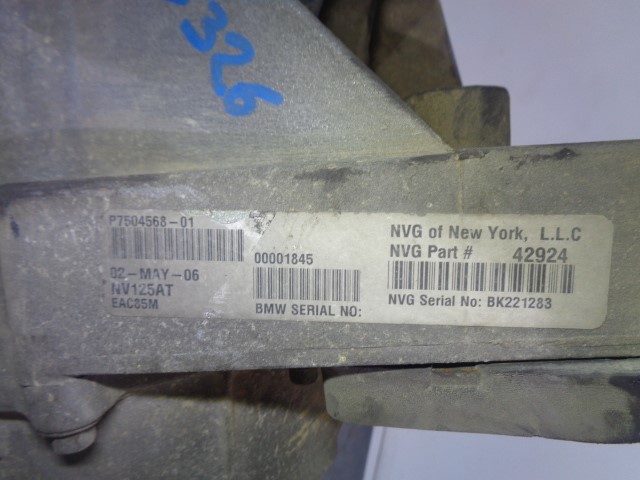 326
P7504568-01
02-MAY-06
NV125AT
EAC85M
00001845
BMW SERIAL NO:
NVG of New York, L.L.C
NVG Part # 42924
NVG Serial No: BK221283